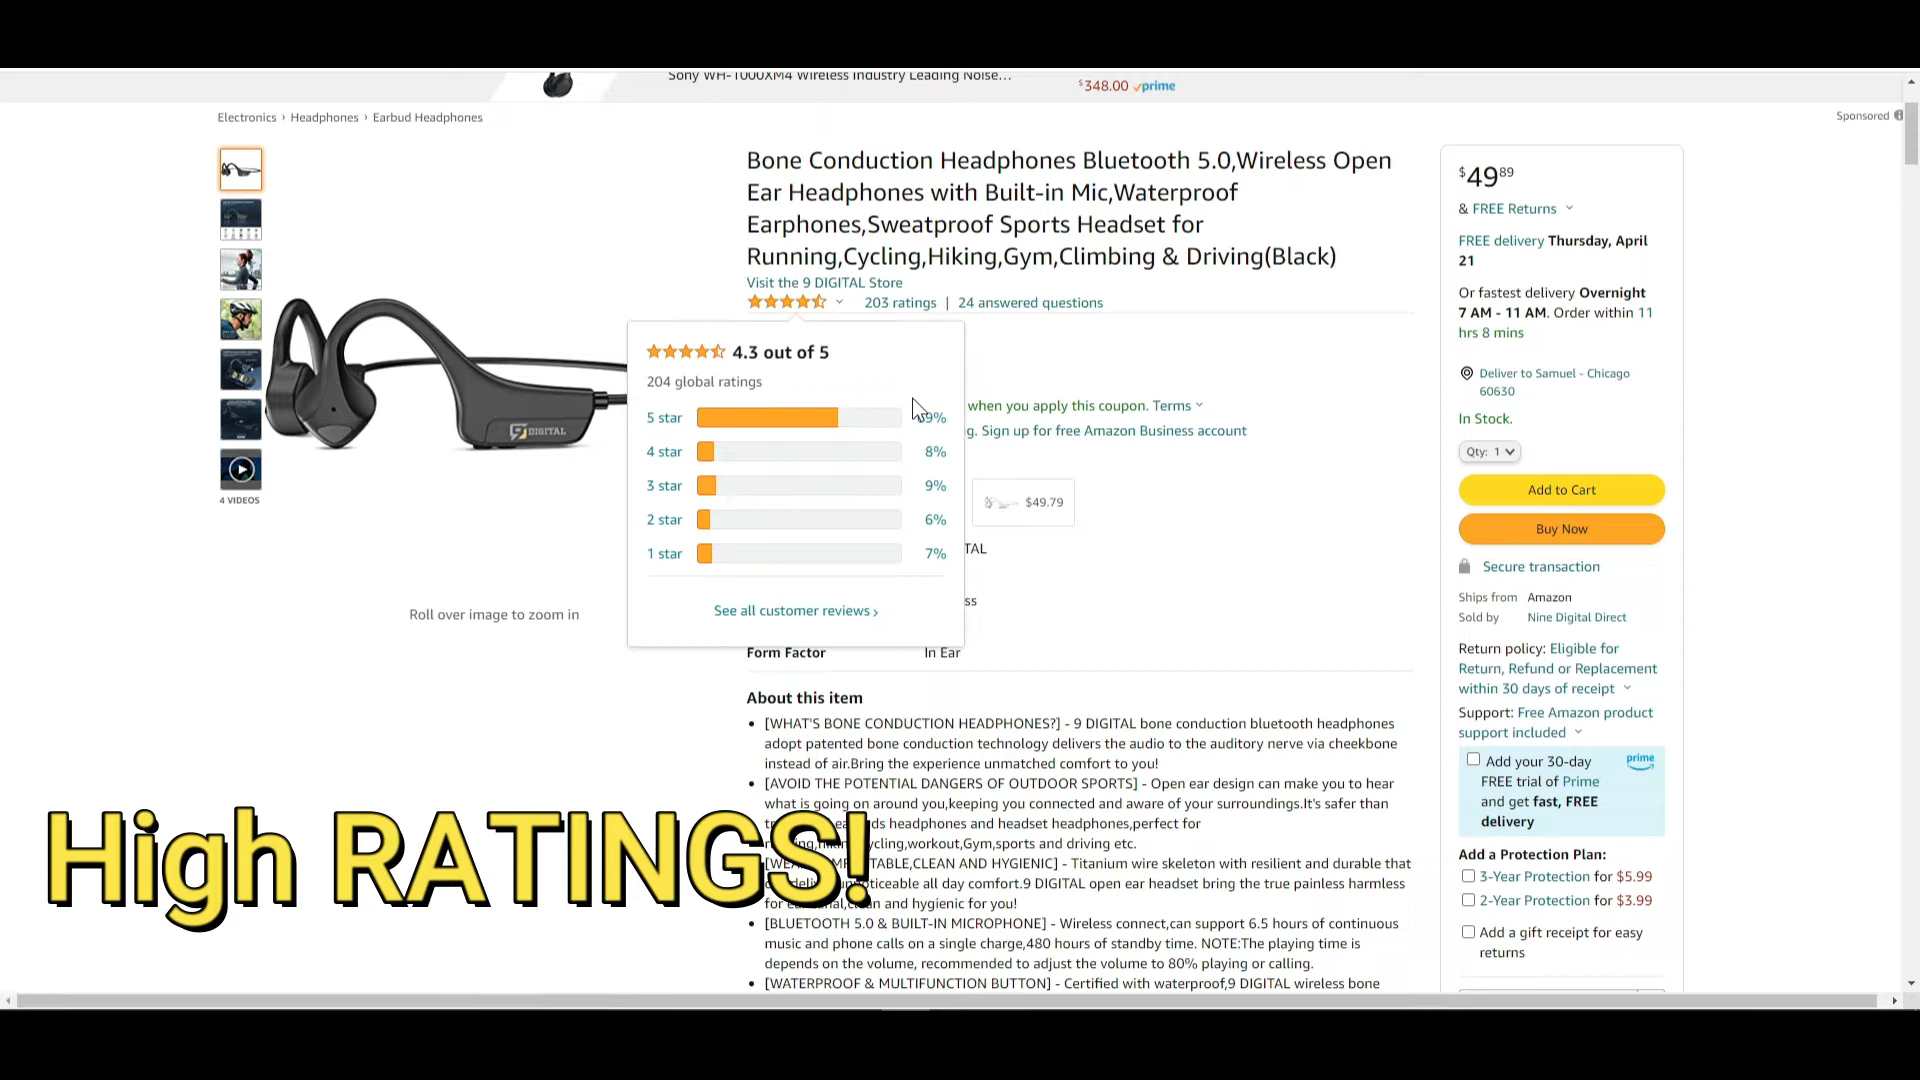 Sony WH-1000XM4 Wireless Industry Leading Noise...
$348.00 prime
Electronics › Headphones › Earbud Headphones
Sponsored
Bone Conduction Headphones Bluetooth 5.0,Wireless Open
Ear Headphones with Built-in Mic,Waterproof
Earphones,Sweatproof Sports Headset for
Running,Cycling,Hiking,Gym,Climbing & Driving(Black)
Visit the 9 DIGITAL Store
203 ratings | 24 answered questions
4.3 out of 5
204 global ratings
5 star
4 star 8%
3 star 9%
2 star 6%
1 star 7%
See all customer reviews ›
when you apply this coupon. Terms
Sign up for free Amazon Business account
$49.79
Form Factor In Ear
9 DIGITAL
4 VIDEOS
Roll over image to zoom in
About this item
• [WHAT'S BONE CONDUCTION HEADPHONES?] - 9 DIGITAL bone conduction bluetooth headphones
adopt patented bone conduction technology delivers the audio to the auditory nerve via cheekbone
instead of air.Bring the experience unmatched comfort to you!
• [AVOID THE POTENTIAL DANGERS OF OUTDOOR SPORTS] - Open ear design can make you to hear
what is going on around you,keeping you connected and aware of your surroundings.It's safer than
headphones and headset headphones,perfect for
workout,Gym,sports and driving etc.
CLEAN AND HYGIENIC] - Titanium wire skeleton with resilient and durable that
all day comfort.9 DIGITAL open ear headset bring the true painless harmless
and hygienic for you!
• [BLUETOOTH 5.0 & BUILT-IN MICROPHONE] - Wireless connect,can support 6.5 hours of continuous
music and phone calls on a single charge,480 hours of standby time. NOTE:The playing time is
depends on the volume, recommended to adjust the volume to 80% playing or calling.
• [WATERPROOF & MULTIFUNCTION BUTTON] - Certified with waterproof,9 DIGITAL wireless bone
High RATINGS!
$49.89
& FREE Returns
FREE delivery Thursday, April
21
Or fastest delivery Overnight
7 AM - 11 AM. Order within 11
hrs 8 mins
Deliver to Samuel - Chicago
60630
In Stock.
Qty: 1
Add to Cart
Buy Now
Secure transaction
Ships from Amazon
Sold by Nine Digital Direct
Return policy: Eligible for
Return, Refund or Replacement
within 30 days of receipt
Support: Free Amazon product
support included
Add your 30-day prime
FREE trial of Prime
and get fast, FREE
delivery
Add a Protection Plan:
3-Year Protection for $5.99
2-Year Protection for $3.99
Add a gift receipt for easy
returns